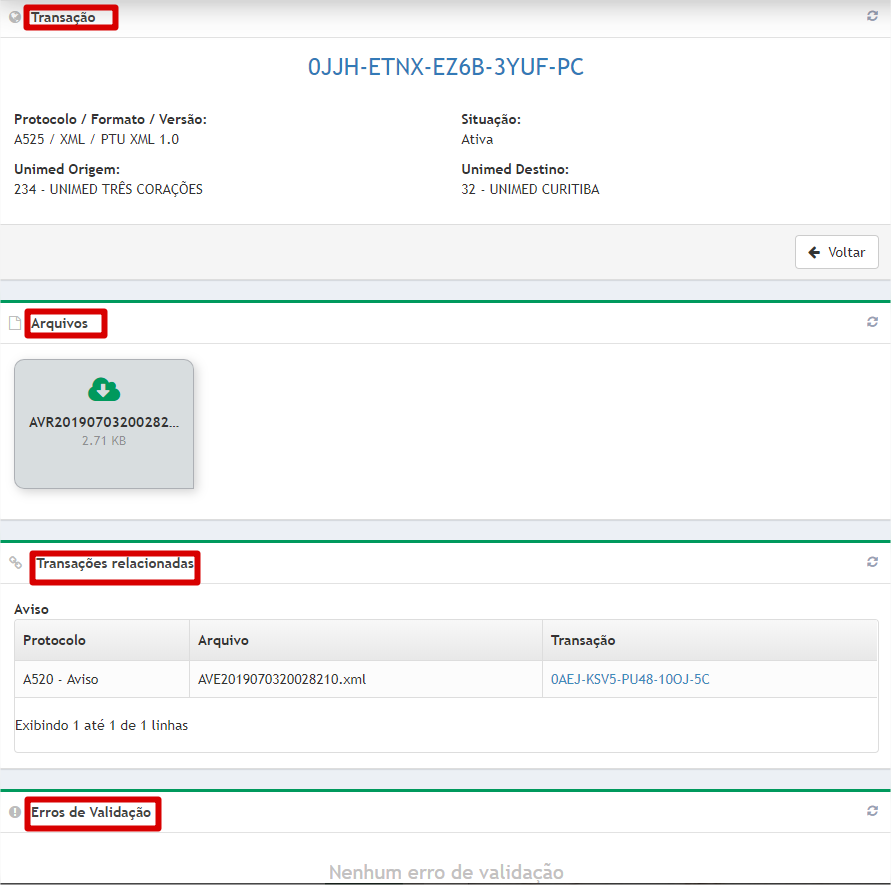 Transação
0JJH-ETNX-EZ6B-3YUF-PC
Protocolo / Formato / Versão:
A525 / XML / PTU XML 1.0
Situação:
Ativa
Unimed Origem:
234 - UNIMED TRÊS CORAÇÕES
Unimed Destino:
32 - UNIMED CURITIBA
Voltar
Arquivos
AVR20190703200282...
2.71 KB
Transações relacionadas
Aviso
Protocolo Arquivo Transação
A520 - Aviso AVE2019070320028210.xml 0AEJ-KSV5-PU48-10OJ-5C
Exibindo 1 até 1 de 1 linhas
Erros de Validação
Nenhum erro de validação